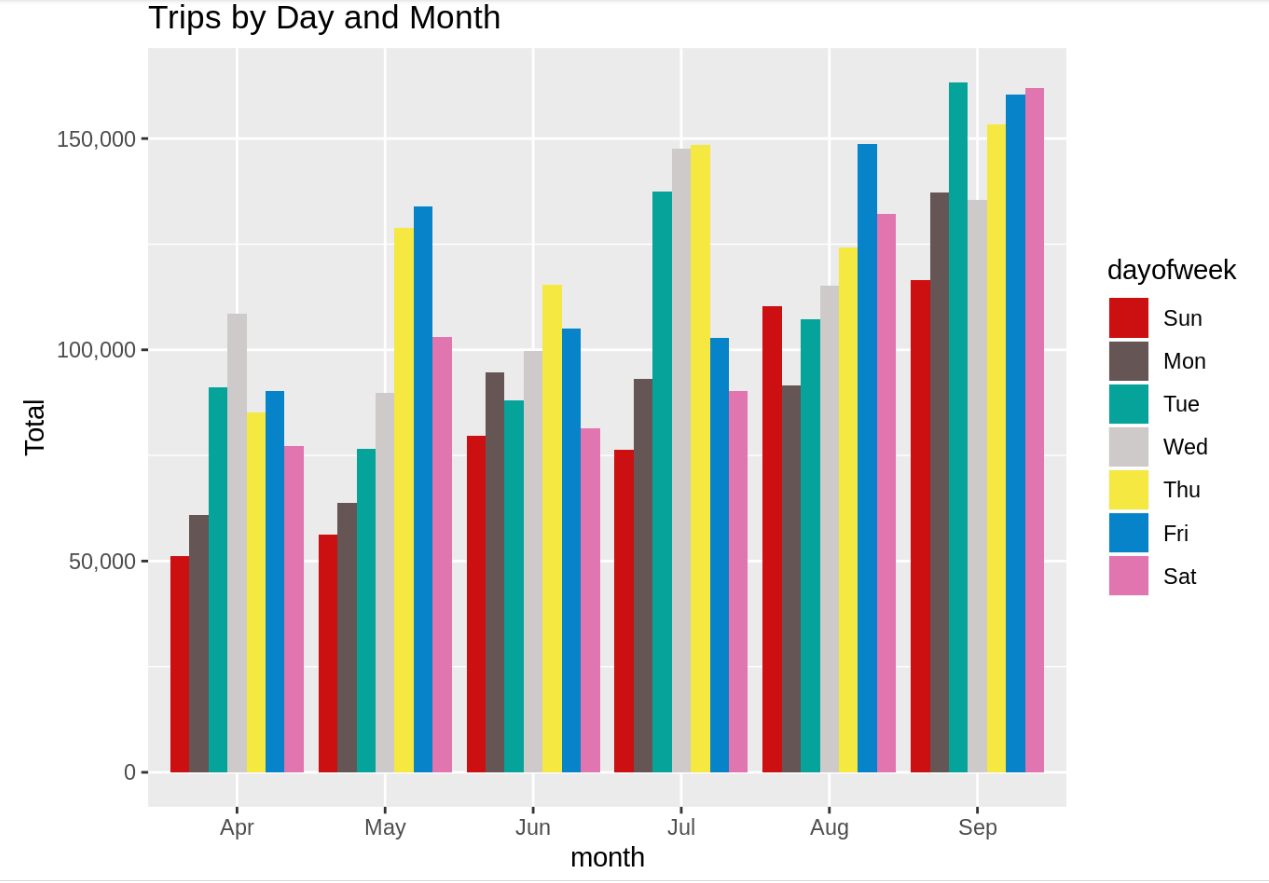 Trips by Day and Month
150,000
100,000
50,000
0
Total
Apr May Jun Jul Aug Sep
month
dayofweek
Sun
Mon
Tue
Wed
Thu
Fri
Sat